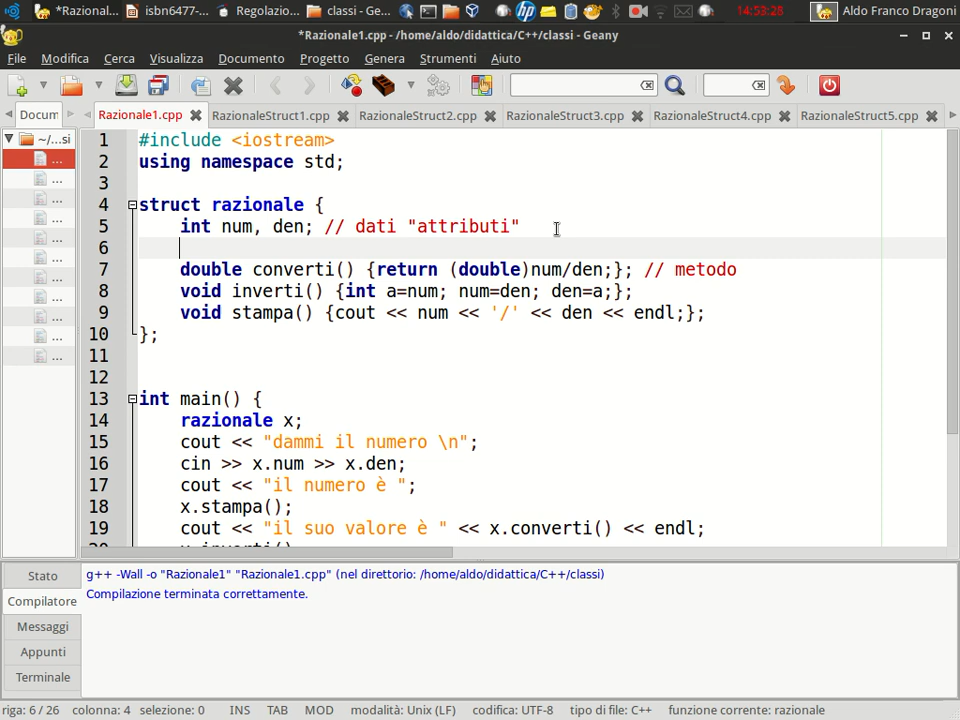 *Razional...
isbn6477-...
Regolazio...
classi - Ge...
14:53:26
Aldo Franco Dragoni
*Razionale1.cpp - /home/aldo/didattica/C++/classi - Geany
File Modifica Cerca Visualizza Documento Progetto Genera Strumenti Aiuto
Docum
Razionale1.cpp
RazionaleStruct1.cpp
RazionaleStruct2.cpp
RazionaleStruct3.cpp
RazionaleStruct4.cpp
RazionaleStruct5.cpp
~/...si
1 #include <iostream>
2 using namespace std;
3
4 struct razionale {
5 int num, den; // dati "attributi"
6
7 double converti() {return (double)num/den;}; // metodo
8 void inverti() {int a=num; num=den; den=a;};
9 void stampa() {cout << num << '/' << den << endl;};
10 };
11
12
13 int main() {
14 razionale x;
15 cout << "dammi il numero \n";
16 cin >> x.num >> x.den;
17 cout << "il numero è ";
18 x.stampa();
19 cout << "il suo valore è " << x.converti() << endl;
Stato
Compilatore
Messaggi
Appunti
Terminale
g++ -Wall -o "Razionale1" "Razionale1.cpp" (nel direttorio: /home/aldo/didattica/C++/classi)
Compilazione terminata correttamente.
riga: 6 / 26 colonna: 4 selezione: 0 INS TAB MOD modalità: Unix (LF) codifica: UTF-8 tipo di file: C++ funzione corrente: razionale